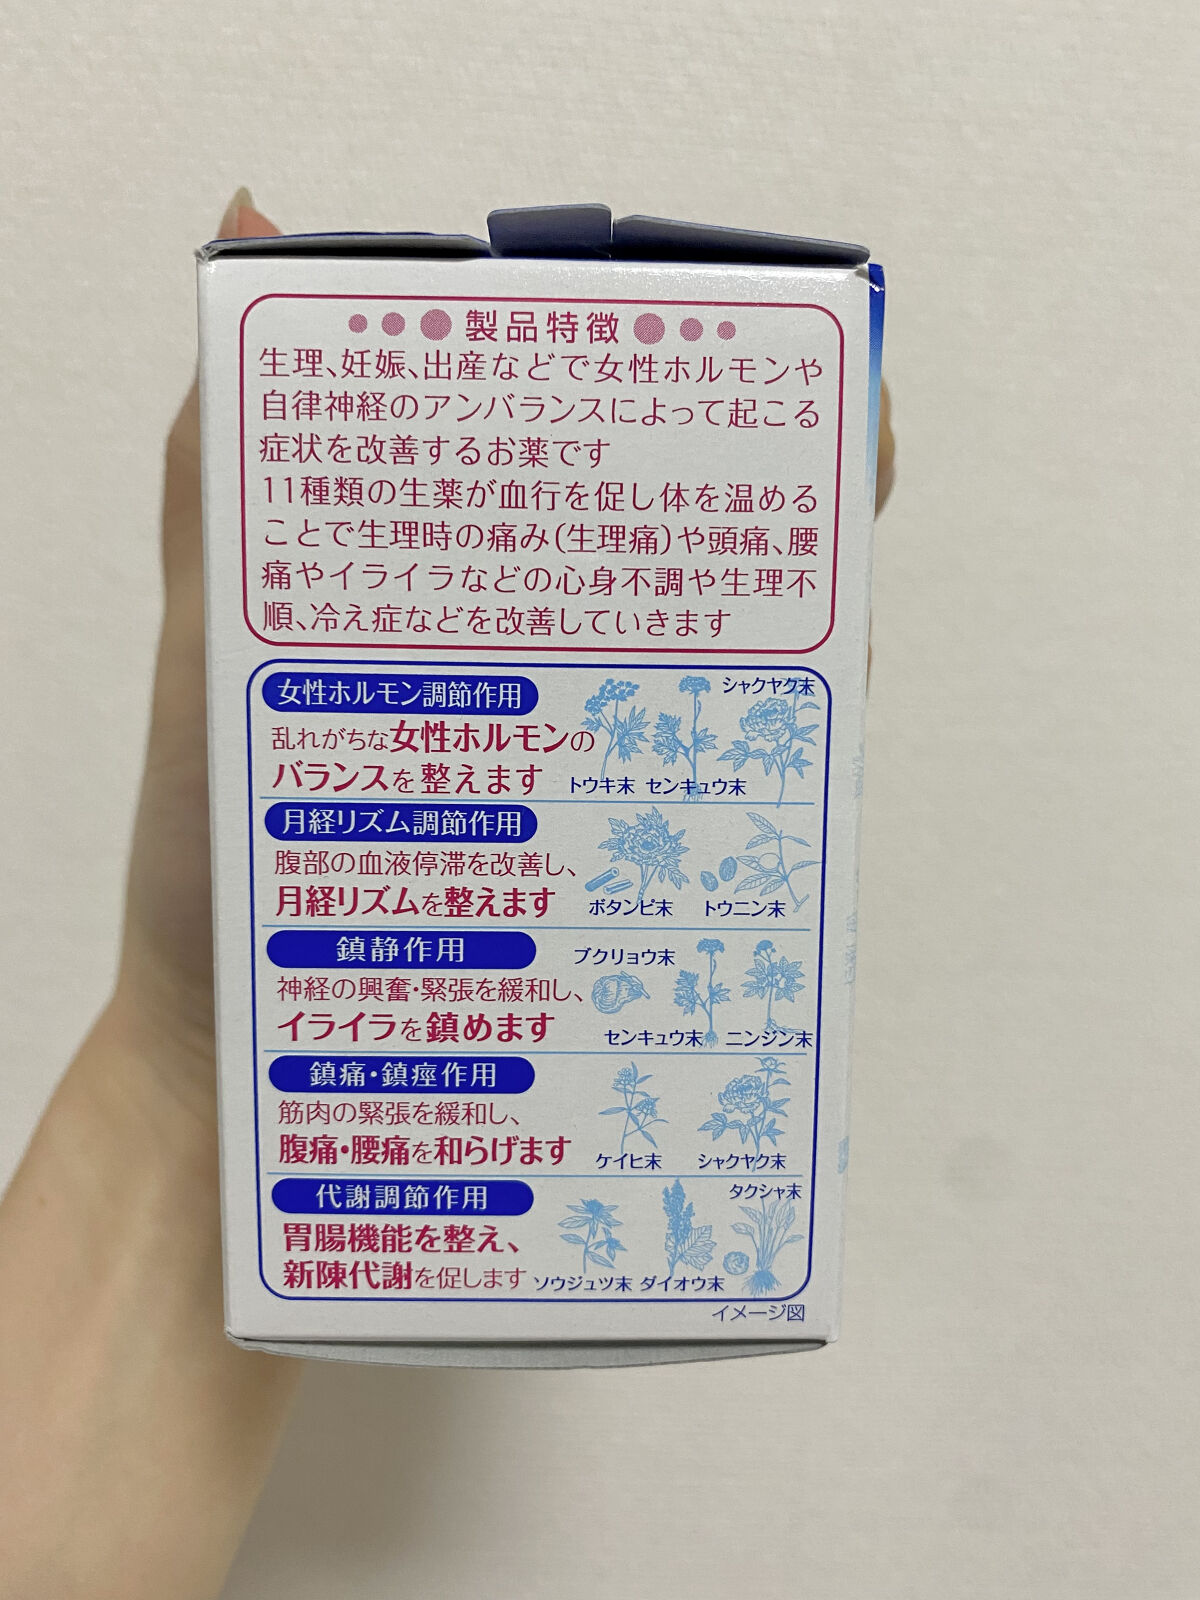 製品特徴
生理、妊娠、出産などで女性ホルモンや
自律神経のアンバランスによって起こる
症状を改善するお薬です
11種類の生薬が血行を促し体を温める
ことで生理時の痛み(生理痛)や頭痛、腰
痛やイライラなどの心身不調や生理不
順、冷え症などを改善していきます
女性ホルモン調節作用
シャクヤク末
乱れがちな女性ホルモンの
バランスを整えます
トウキ末 センキュウ末
月経リズム調節作用
腹部の血液停滞を改善し、
月経リズムを整えます
ボタンピ末 トウニン末
鎮静作用
ブクリョウ末
神経の興奮・緊張を緩和し、
イライラを鎮めます
センキュウ末 ニンジン末
鎮痛・鎮痙作用
筋肉の緊張を緩和し、
腹痛・腰痛を和らげます
ケイヒ末 シャクヤク末
代謝調節作用
タクシャ末
胃腸機能を整え、
新陳代謝を促します
ソウジュツ末 ダイオウ末
イメージ図